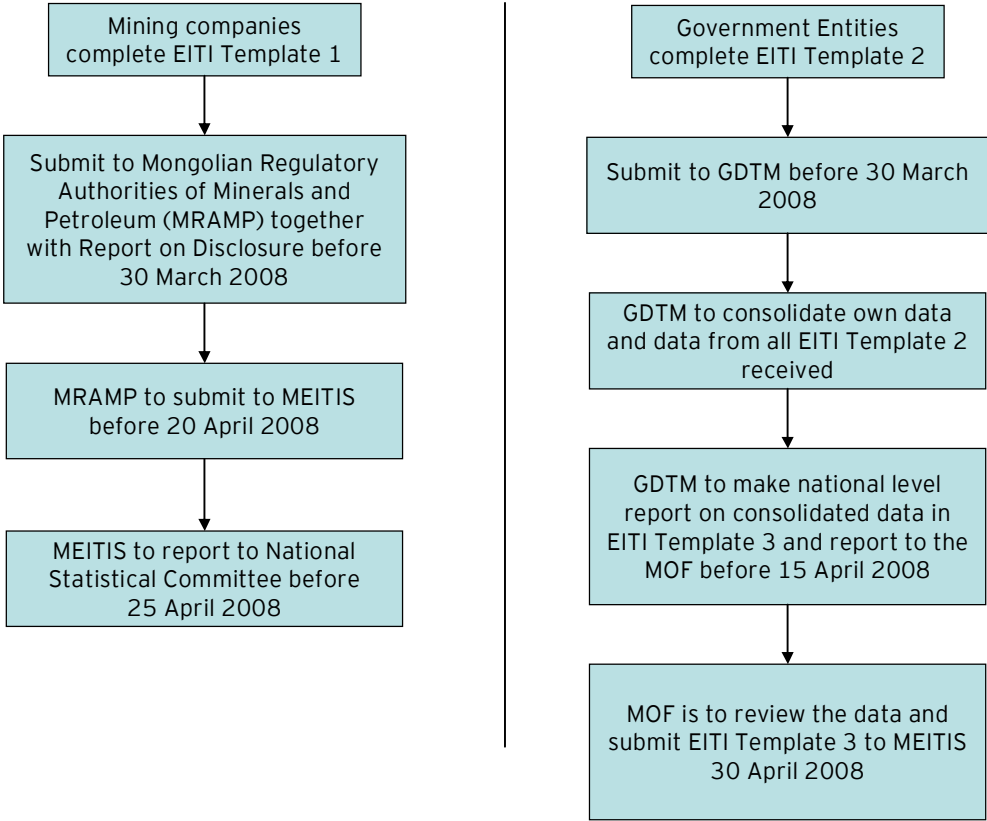 Mining companies
complete EITI Template 1
Submit to Mongolian Regulatory
Authorities of Minerals and
Petroleum (MRAMP) together
with Report on Disclosure before
30 March 2008
MRAMP to submit to MEITIS
before 20 April 2008
MEITIS to report to National
Statistical Committee before
25 April 2008
Government Entities
complete EITI Template 2
Submit to GDTM before 30 March
2008
GDTM to consolidate own data
and data from all EITI Template 2
received
GDTM to make national level
report on consolidated data in
EITI Template 3 and report to the
MOF before 15 April 2008
MOF is to review the data and
submit EITI Template 3 to MEITIS
30 April 2008